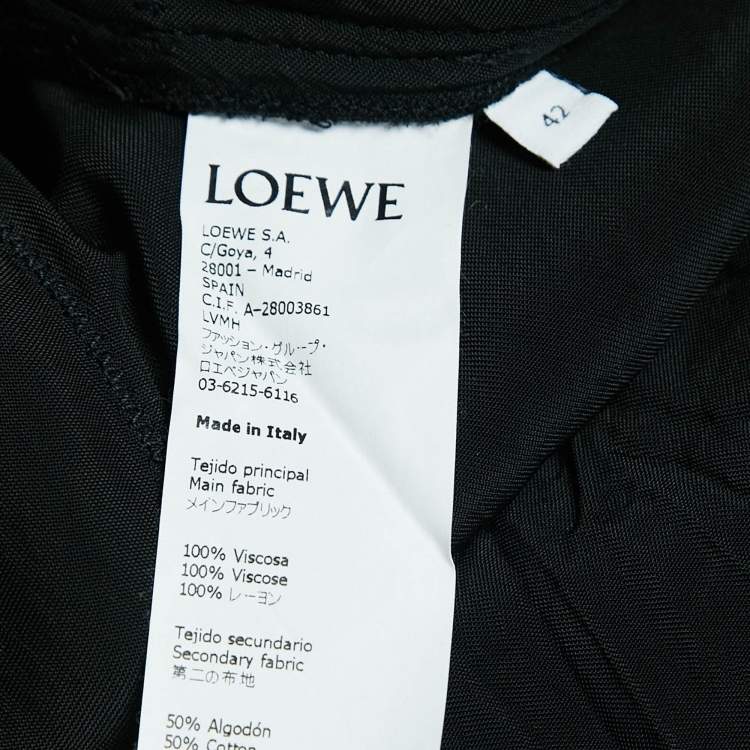 42
LOEWE
LOEWE S.A.
C/Goya, 4
28001 – Madrid
SPAIN
C.I.F. A-28003861
LVMH
ファッション・グループ・
ジャパン株式会社
ロエベジャパン
03-6215-6116
Made in Italy
Tejido principal
Main fabric
メインファブリック
100% Viscosa
100% Viscose
100% レーヨン
Tejido secundario
Secondary fabric
第二の布地
50% Algodón
50% Cotton